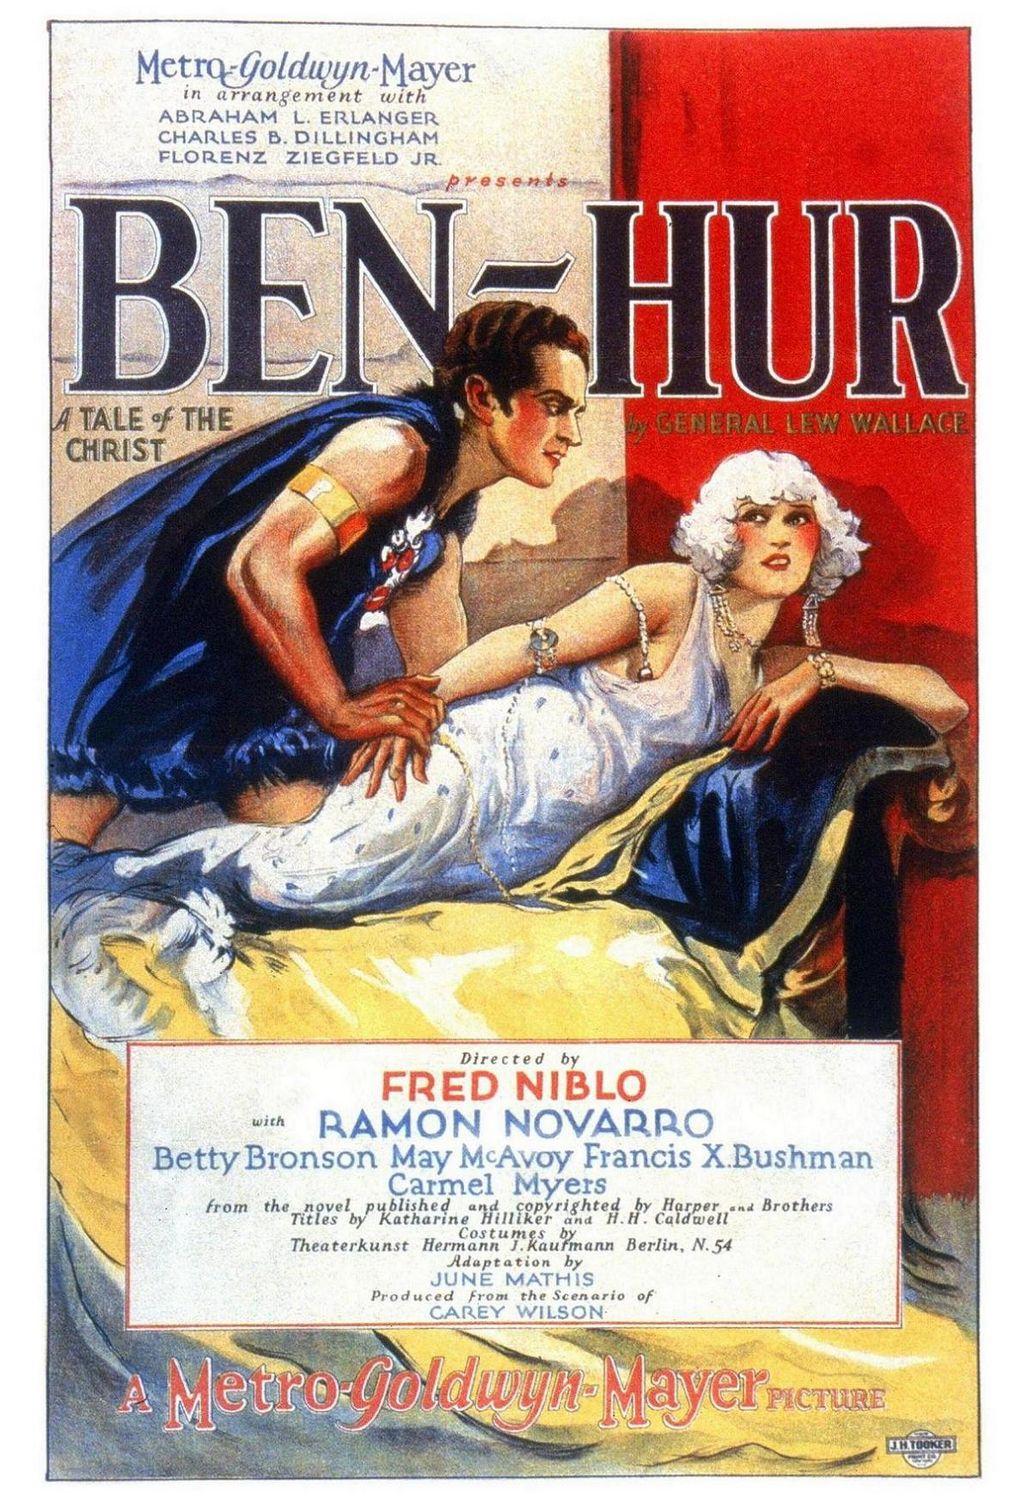 Metro-Goldwyn-Mayer
in arrangement with
ABRAHAM L. ERLANGER
CHARLES B. DILLINGHAM
FLORENZ ZIEGFELD JR.
presents
BEN-HUR
A TALE of THE
CHRIST
by GENERAL LEW WALLACE
Directed by
FRED NIBLO
with RAMON NOVARRO
Betty Bronson May McAvoy Francis X. Bushman
Carmel Myers
from the novel published and copyrighted by Harper and Brothers
Titles by Katharine Hilliker and H. H. Caldwell
Costumes by
Theaterkunst Hermann J. Kaufmann Berlin, N. 54
Adaptation by
JUNE MATHIS
Produced from the Scenario of
CAREY WILSON
A Metro-Goldwyn-Mayer PICTURE
J.H. TOOKER